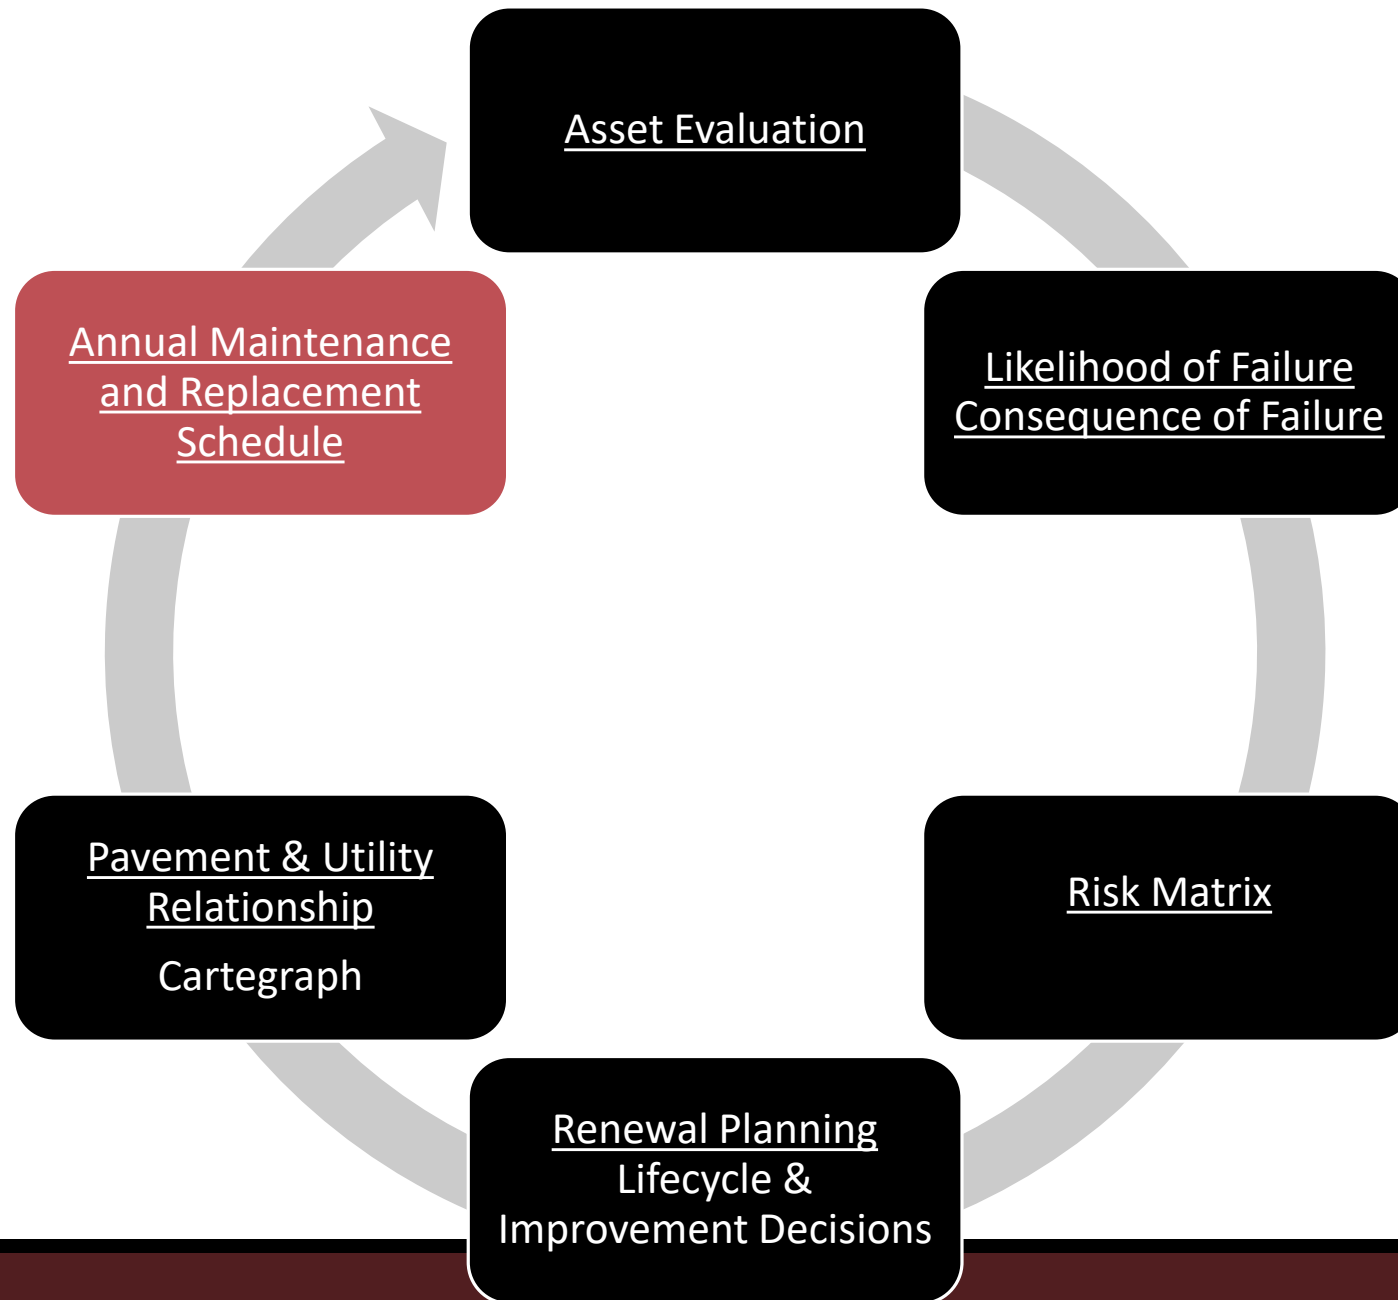 Asset Evaluation
Likelihood of Failure
Consequence of Failure
Risk Matrix
Renewal Planning
Lifecycle &
Improvement Decisions
Pavement & Utility
Relationship
Cartegraph
Annual Maintenance
and Replacement
Schedule